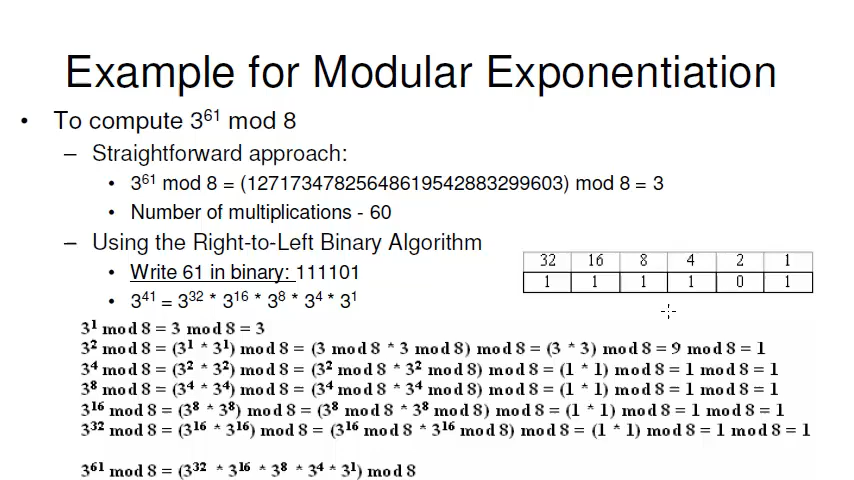 Example for Modular Exponentiation
• To compute 3⁶¹ mod 8
– Straightforward approach:
• 3⁶¹ mod 8 = (12717347825648619542883299603) mod 8 = 3
• Number of multiplications - 60
– Using the Right-to-Left Binary Algorithm
• Write 61 in binary: 111101
• 3⁴¹ = 3³² * 3¹⁶ * 3⁸ * 3⁴ * 3¹
32 16 8 4 2 1
1 1 1 1 0 1
3¹ mod 8 = 3 mod 8 = 3
3² mod 8 = (3¹ * 3¹) mod 8 = (3 mod 8 * 3 mod 8) mod 8 = (3 * 3) mod 8 = 9 mod 8 = 1
3⁴ mod 8 = (3² * 3²) mod 8 = (3² mod 8 * 3² mod 8) mod 8 = (1 * 1) mod 8 = 1 mod 8 = 1
3⁸ mod 8 = (3⁴ * 3⁴) mod 8 = (3⁴ mod 8 * 3⁴ mod 8) mod 8 = (1 * 1) mod 8 = 1 mod 8 = 1
3¹⁶ mod 8 = (3⁸ * 3⁸) mod 8 = (3⁸ mod 8 * 3⁸ mod 8) mod 8 = (1 * 1) mod 8 = 1 mod 8 = 1
3³² mod 8 = (3¹⁶ * 3¹⁶) mod 8 = (3¹⁶ mod 8 * 3¹⁶ mod 8) mod 8 = (1 * 1) mod 8 = 1 mod 8 = 1
3⁶¹ mod 8 = (3³² * 3¹⁶ * 3⁸ * 3⁴ * 3¹) mod 8